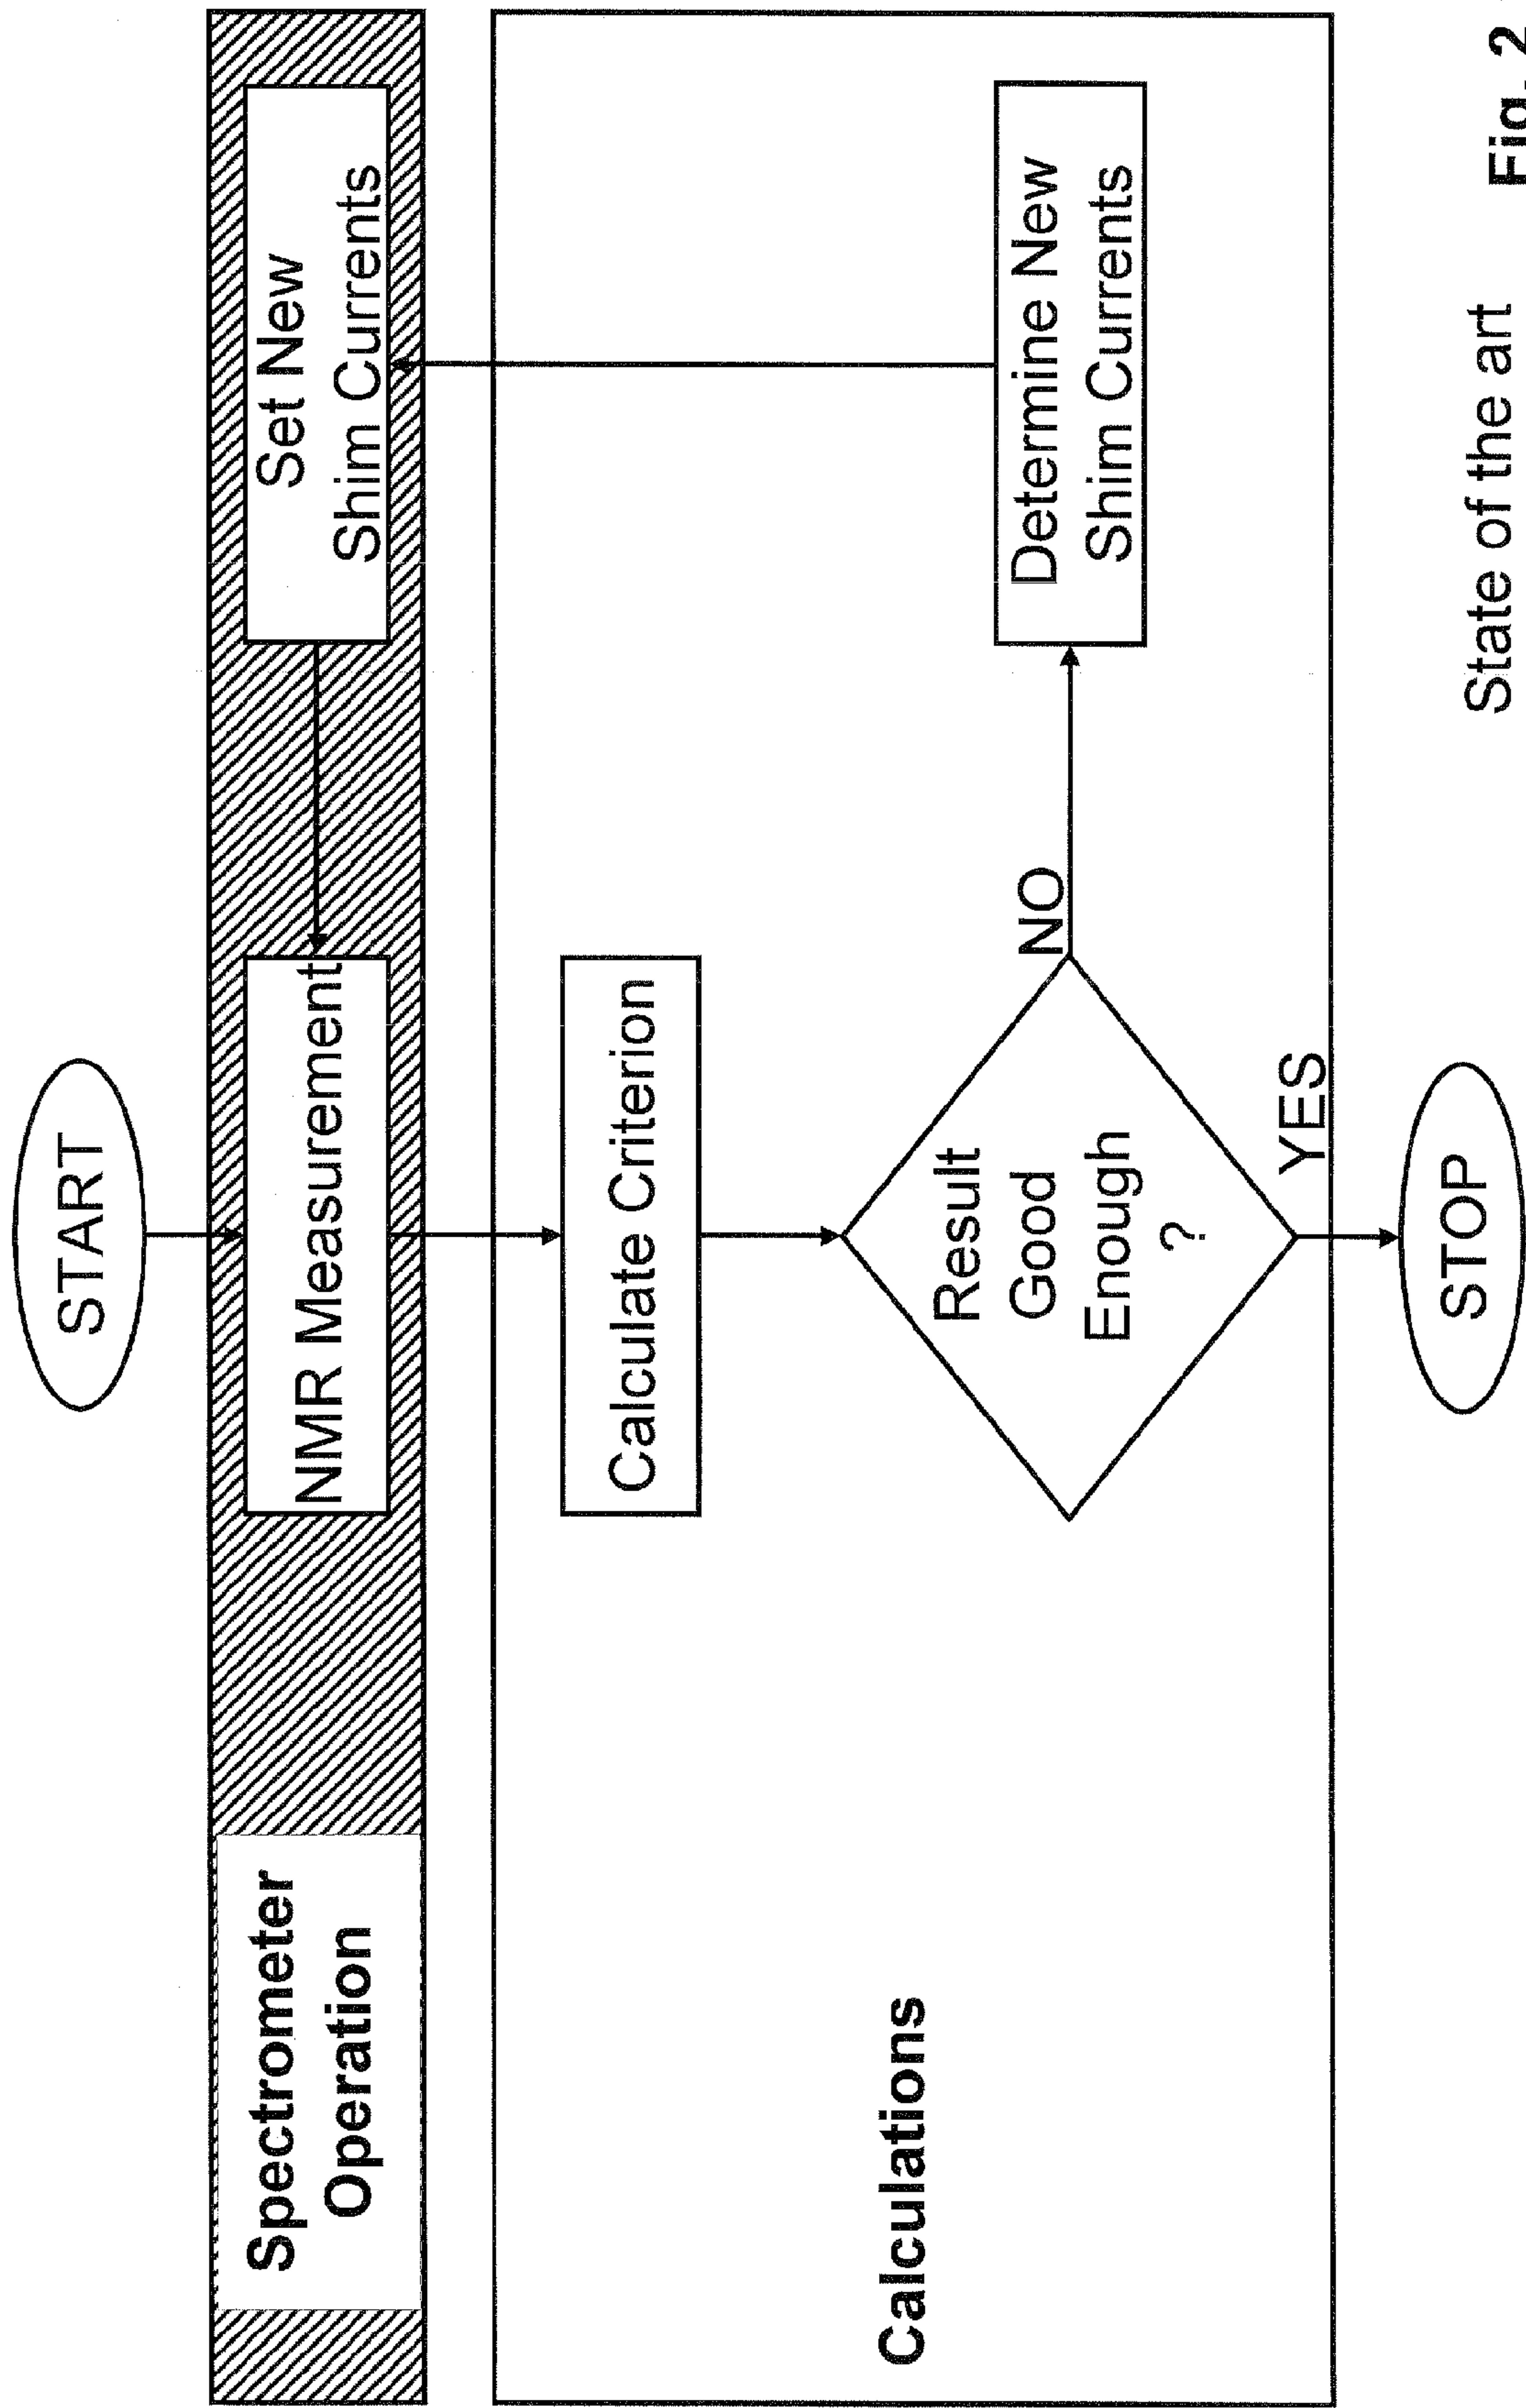 START
Spectrometer
Operation
NMR Measurement
Set New
Shim Currents
Calculate Criterion
Calculations
Result
Good
Enough
?
NO
Determine New
Shim Currents
YES
STOP
State of the art
Fig. 2